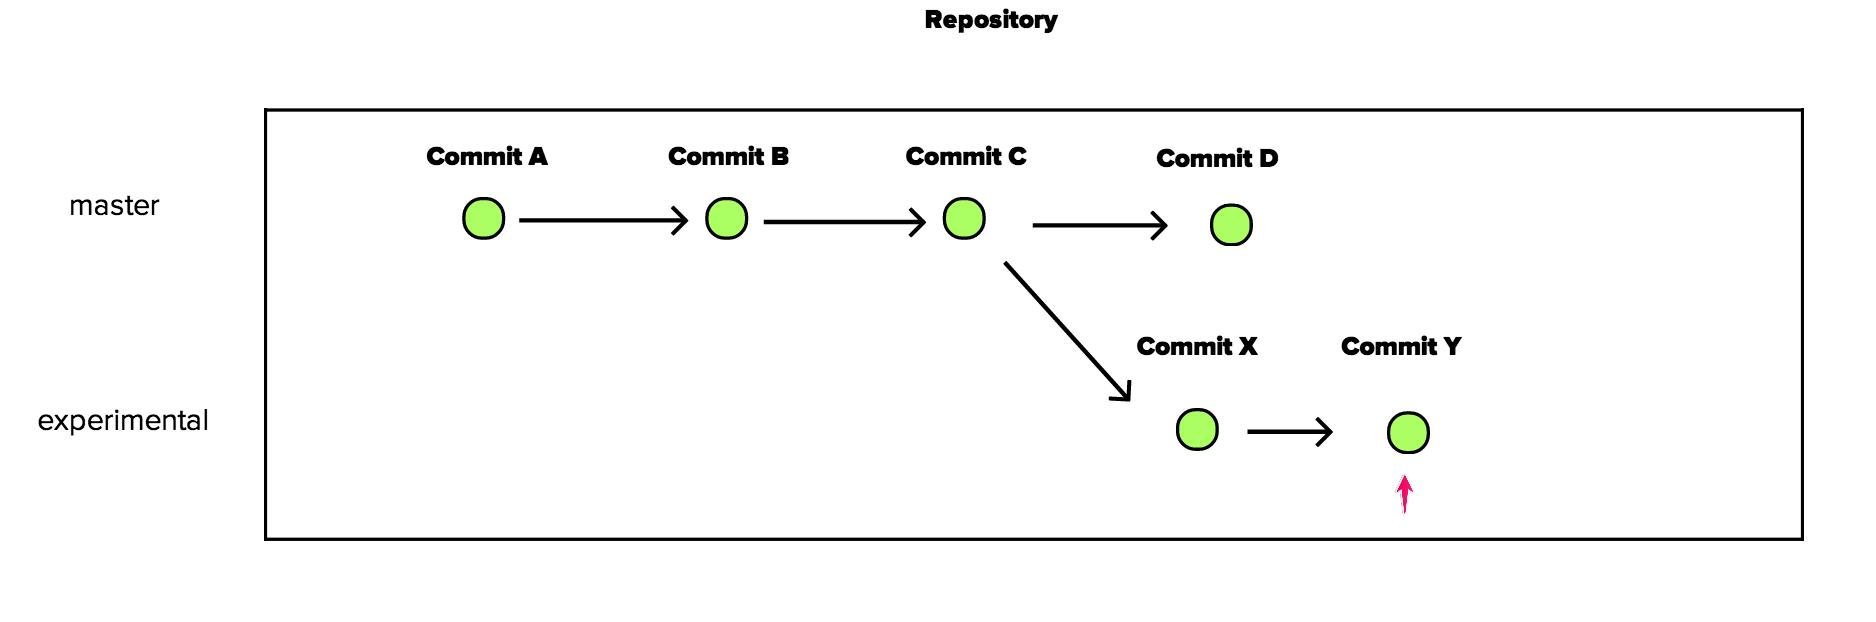 Repository
Commit A
Commit B
Commit C
Commit D
master
Commit X
Commit Y
experimental